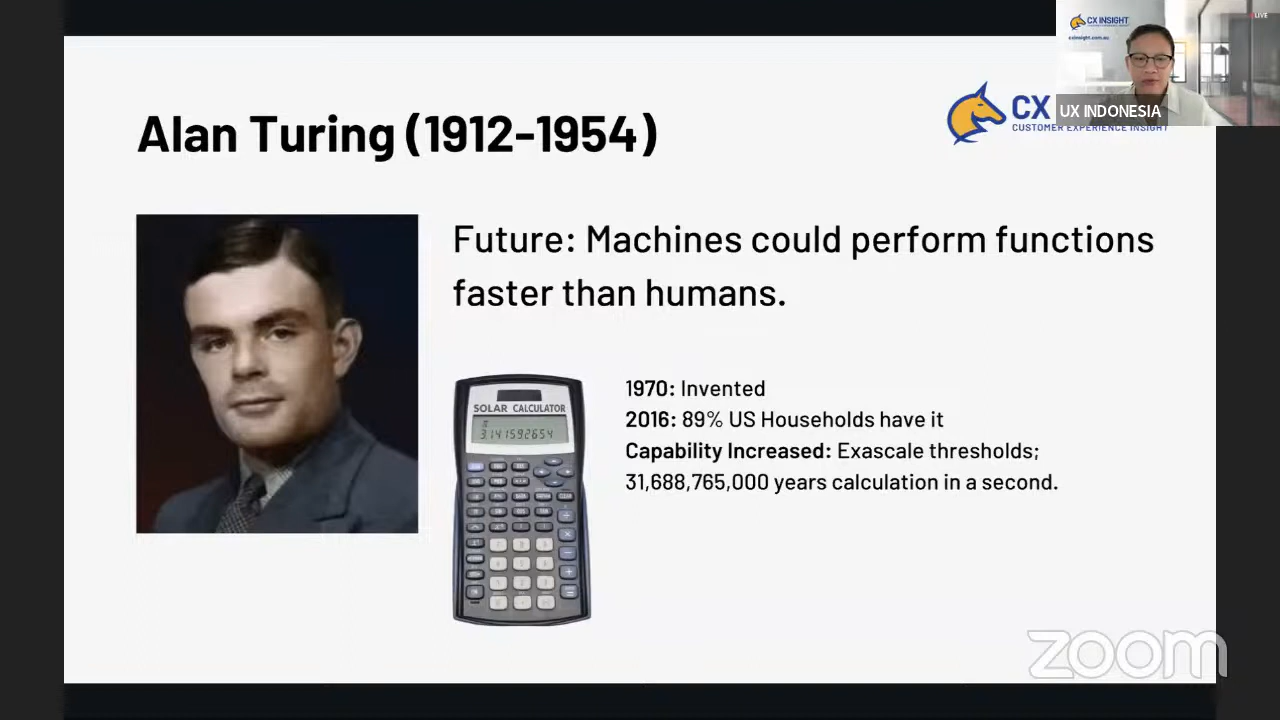 CX INSIGHT
cxinsight.com.au
LIVE
UX INDONESIA
CX
CUSTOMER EXPERIENCE INSIGHT
Alan Turing (1912-1954)
Future: Machines could perform functions
faster than humans.
SOLAR CALCULATOR
π
3.141592654
1970: Invented
2016: 89% US Households have it
Capability Increased: Exascale thresholds;
31,688,765,000 years calculation in a second.
zoom